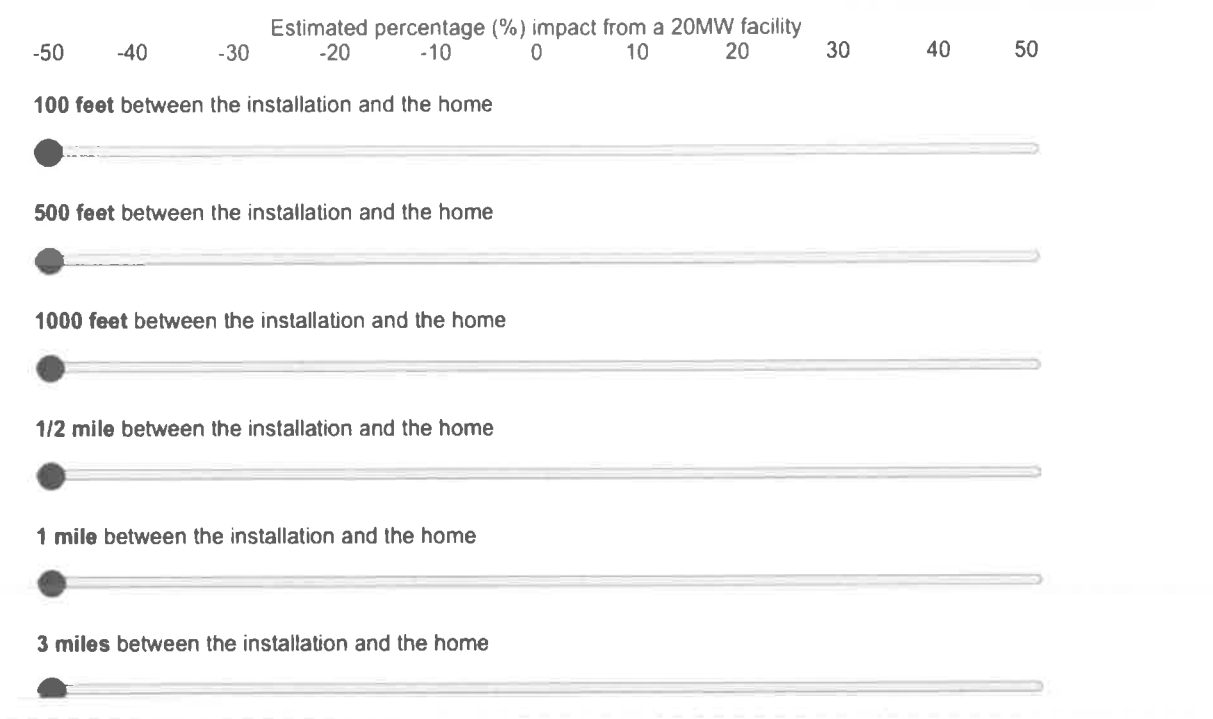 Estimated percentage (%) impact from a 20MW facility
-50 -40 -30 -20 -10 0 10 20 30 40 50
100 feet between the installation and the home
500 feet between the installation and the home
1000 feet between the installation and the home
1/2 mile between the installation and the home
1 mile between the installation and the home
3 miles between the installation and the home